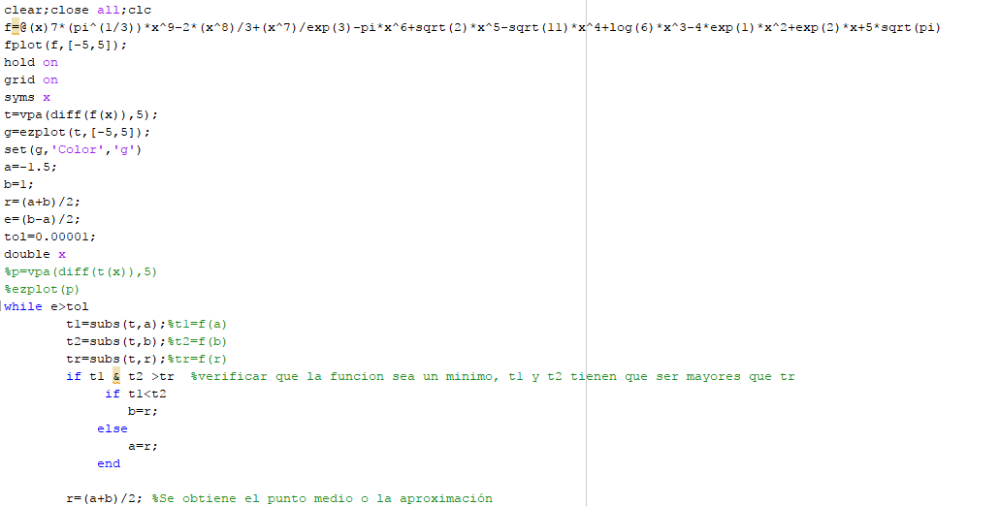 clear;close all;clc
f=@(x)7*(pi^(1/3))*x^9-2*(x^8)/3+(x^7)/exp(3)-pi*x^6+sqrt(2)*x^5-sqrt(11)*x^4+log(6)*x^3-4*exp(1)*x^2+exp(2)*x+5*sqrt(pi)
fplot(f,[-5,5]);
hold on
grid on
syms x
t=vpa(diff(f(x)),5);
g=ezplot(t,[-5,5]);
set(g,'Color','g')
a=-1.5;
b=1;
r=(a+b)/2;
e=(b-a)/2;
tol=0.00001;
double x
%p=vpa(diff(t(x)),5)
%ezplot(p)
while e>tol
t1=subs(t,a);%t1=f(a)
t2=subs(t,b);%t2=f(b)
tr=subs(t,r);%tr=f(r)
if t1 & t2 >tr  %verificar que la funcion sea un minimo, t1 y t2 tienen que ser mayores que tr
if t1<t2
b=r;
else
a=r;
end
r=(a+b)/2; %Se obtiene el punto medio o la aproximación